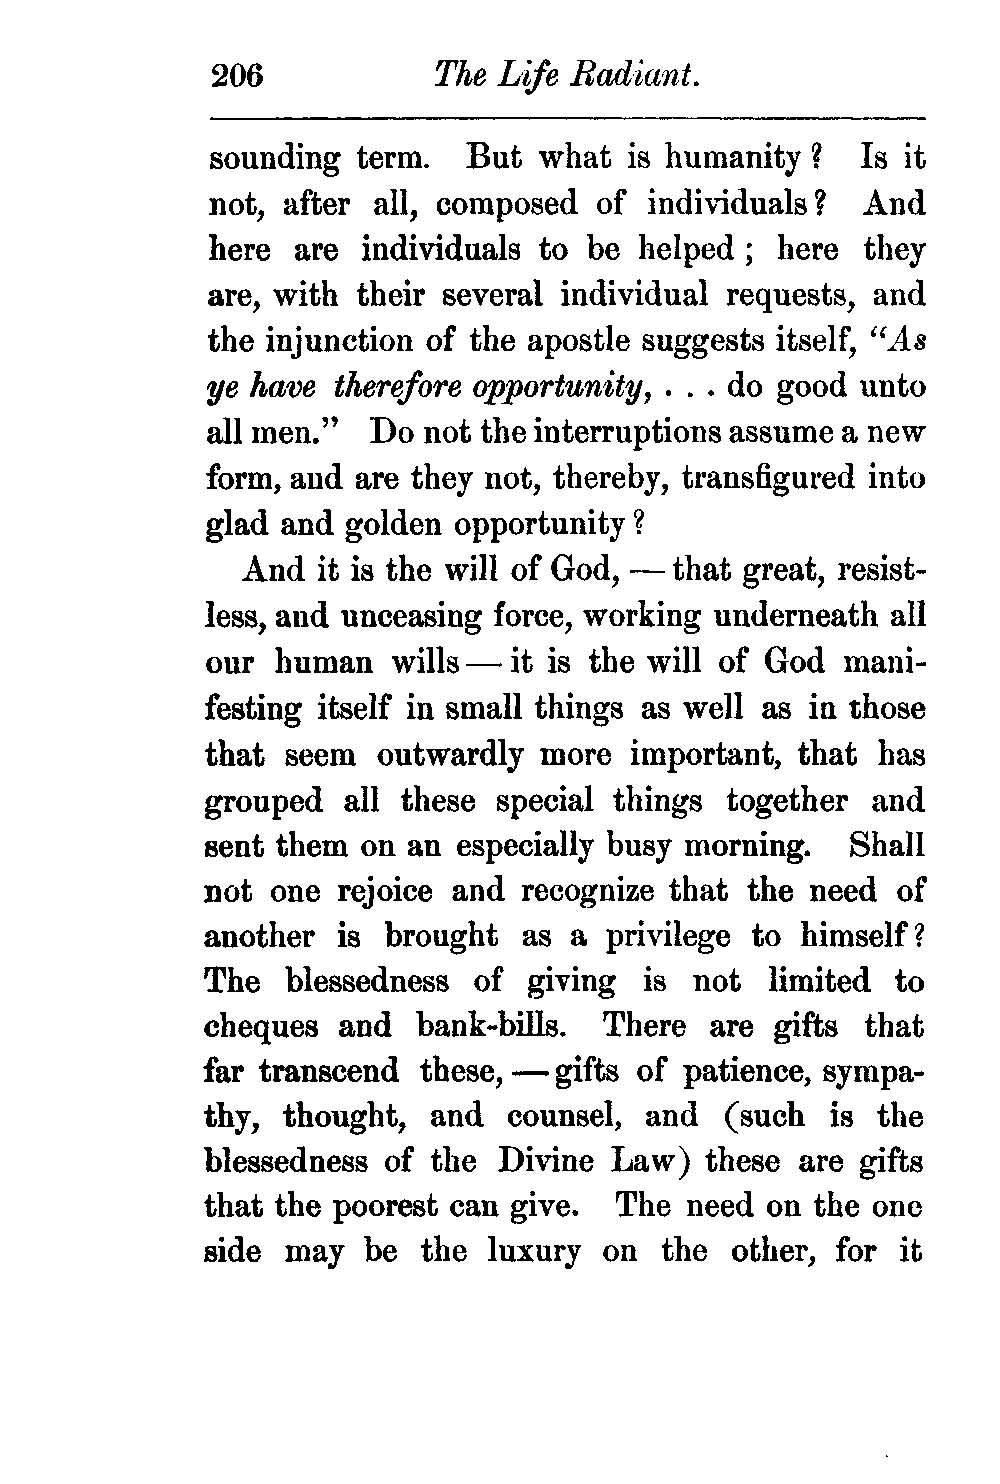 206 The Life Radiant.
sounding term. But what is humanity? Is it
not, after all, composed of individuals? And
here are individuals to be helped; here they
are, with their several individual requests, and
the injunction of the apostle suggests itself, “As
ye have therefore opportunity, . . . do good unto
all men.” Do not the interruptions assume a new
form, and are they not, thereby, transfigured into
glad and golden opportunity?
And it is the will of God, — that great, resist-
less, and unceasing force, working underneath all
our human wills — it is the will of God mani-
festing itself in small things as well as in those
that seem outwardly more important, that has
grouped all these special things together and
sent them on an especially busy morning. Shall
not one rejoice and recognize that the need of
another is brought as a privilege to himself?
The blessedness of giving is not limited to
cheques and bank-bills. There are gifts that
far transcend these, — gifts of patience, sympa-
thy, thought, and counsel, and (such is the
blessedness of the Divine Law) these are gifts
that the poorest can give. The need on the one
side may be the luxury on the other, for it